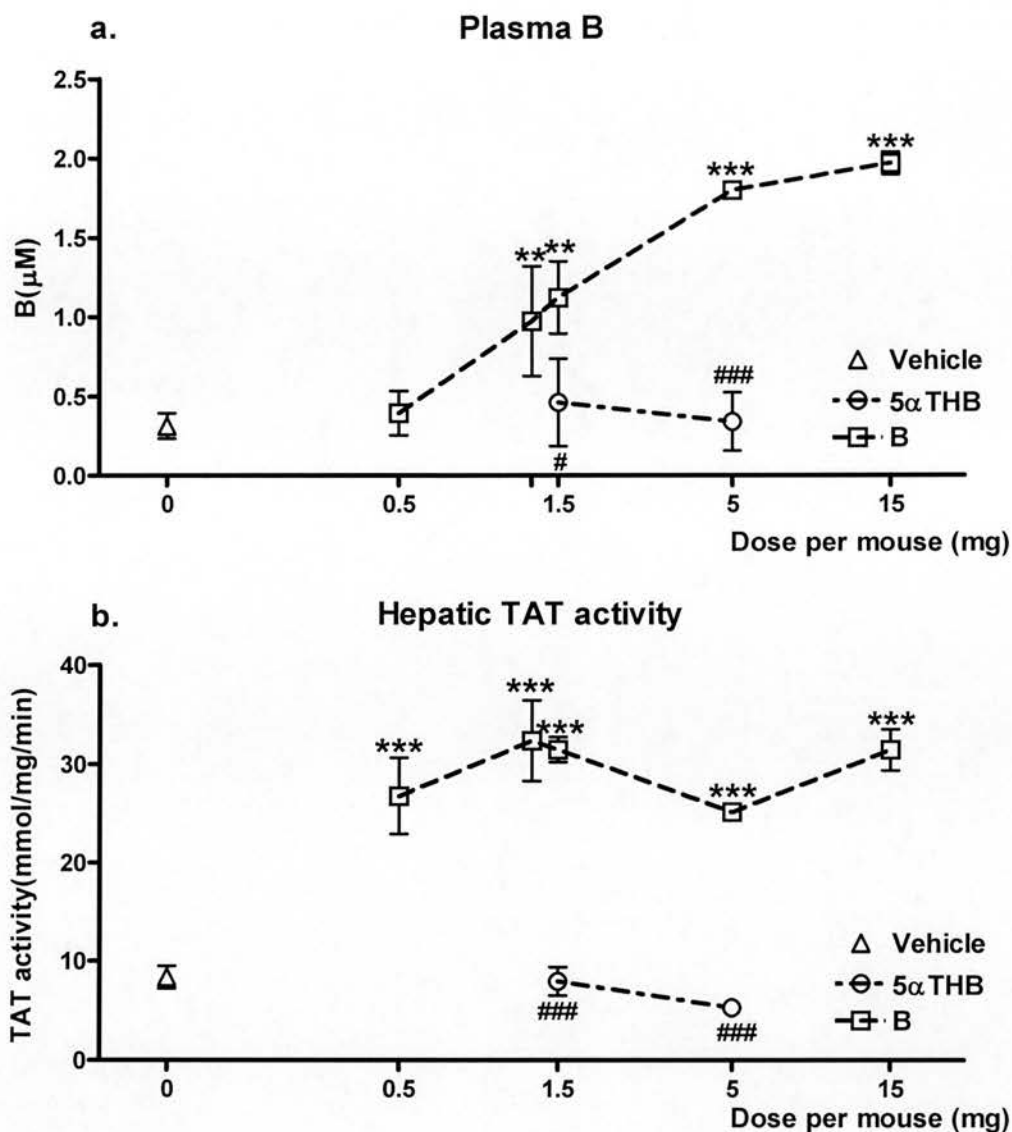 a.
Plasma B
2.5
2.0
1.5
1.0
0.5
0.0
B(μM)
***
***
**
**
###
#
Vehicle
5α THB
B
0
0.5
1.5
5
15
Dose per mouse (mg)
b.
Hepatic TAT activity
40
30
20
10
0
TAT activity(mmol/mg/min)
***
***
***
***
***
###
###
Vehicle
5α THB
B
0
0.5
1.5
5
15
Dose per mouse (mg)